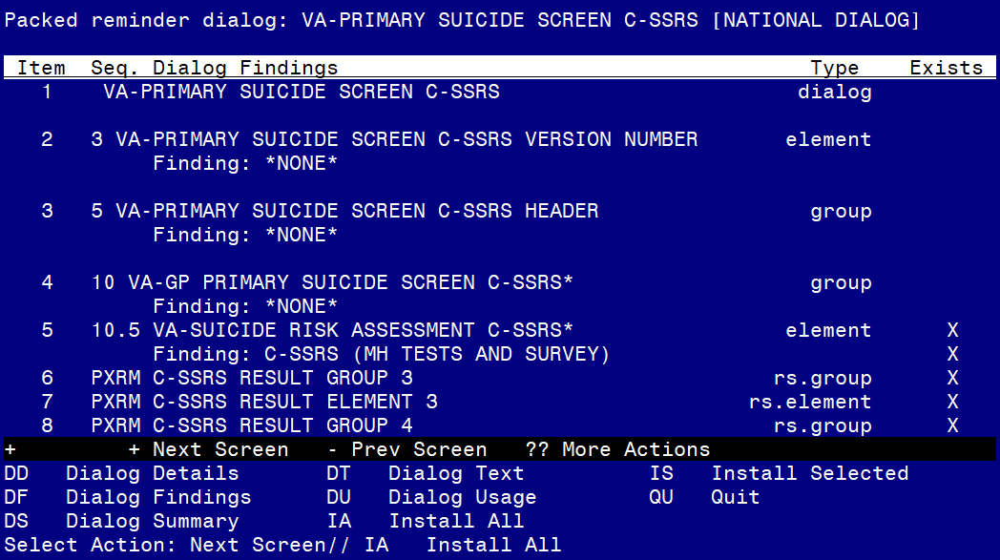 Packed reminder dialog: VA-PRIMARY SUICIDE SCREEN C-SSRS [NATIONAL DIALOG]
Item  Seq. Dialog Findings                                      Type    Exists
1     VA-PRIMARY SUICIDE SCREEN C-SSRS                        dialog
2   3 VA-PRIMARY SUICIDE SCREEN C-SSRS VERSION NUMBER       element
Finding: *NONE*
3   5 VA-PRIMARY SUICIDE SCREEN C-SSRS HEADER                 group
Finding: *NONE*
4   10 VA-GP PRIMARY SUICIDE SCREEN C-SSRS*                   group
Finding: *NONE*
5   10.5 VA-SUICIDE RISK ASSESSMENT C-SSRS*                 element      X
Finding: C-SSRS (MH TESTS AND SURVEY)                           X
6   PXRM C-SSRS RESULT GROUP 3                             rs.group      X
7   PXRM C-SSRS RESULT ELEMENT 3                         rs.element      X
8   PXRM C-SSRS RESULT GROUP 4                             rs.group      X
+         + Next Screen   - Prev Screen   ?? More Actions
DD   Dialog Details       DT   Dialog Text          IS   Install Selected
DF   Dialog Findings      DU   Dialog Usage         QU   Quit
DS   Dialog Summary       IA   Install All
Select Action: Next Screen// IA   Install All